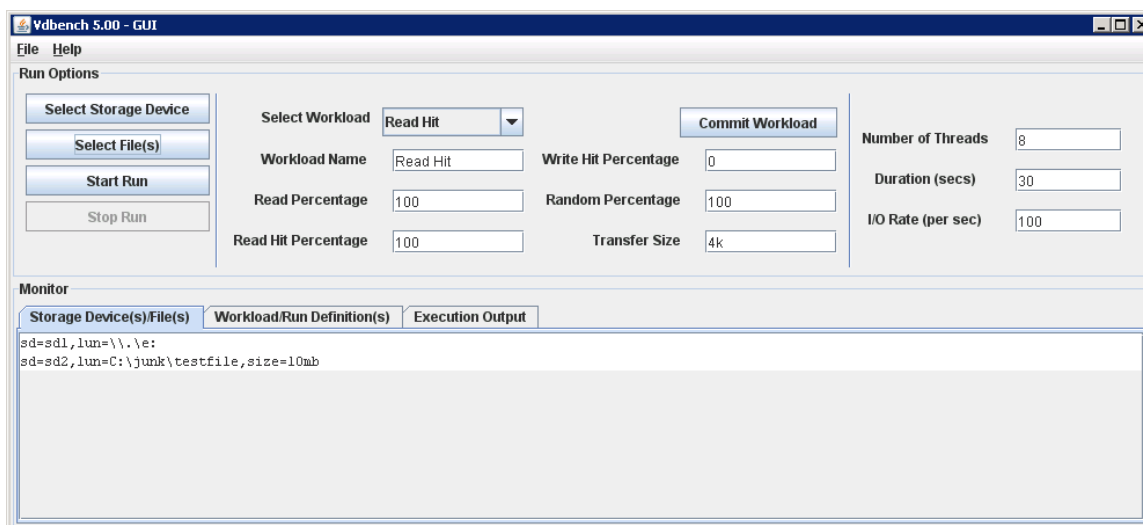 Vdbench 5.00 - GUI
File Help
Run Options
Select Storage Device
Select File(s)
Start Run
Stop Run
Select Workload Read Hit Commit Workload
Workload Name Read Hit Write Hit Percentage 0
Read Percentage 100 Random Percentage 100
Read Hit Percentage 100 Transfer Size 4k
Number of Threads 8
Duration (secs) 30
I/O Rate (per sec) 100
Monitor
Storage Device(s)/File(s) Workload/Run Definition(s) Execution Output
sd=sd1,lun=\\.\e:
sd=sd2,lun=C:\junk\testfile,size=10mb